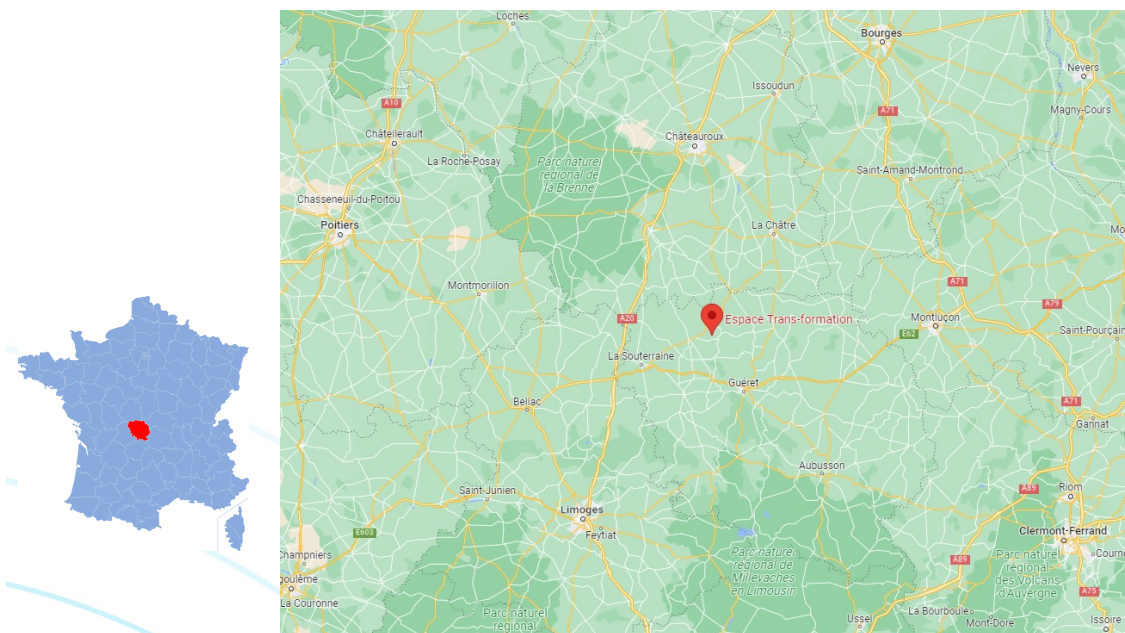 Loches
Bourges
Nevers
Issoudun
A10
A71
Magny-Cours
Châtellerault
Châteauroux
La Roche-Posay
Parc naturel
régional de
la Brenne
Saint-Amand-Montrond
Chasseneuil-du-Poitou
Poitiers
La Châtre
Montmorillon
A71
A79
Espace Trans-formation
A20
Montluçon
E62
Saint-Pourçain
La Souterraine
Guéret
Bellac
A71
Gannat
Aubusson
Saint-Junien
A89
Riom
Limoges
Feytiat
E603
Clermont-Ferrand
Champniers
Parc naturel
régional de
Millevaches
en Limousin
A89
Parc naturel
régional
des Volcans
d'Auvergne
Courno
goulême
La Couronne
A75
Parc naturel
régional
Ussel
La Bourboule
Mont-Dore
Issoire